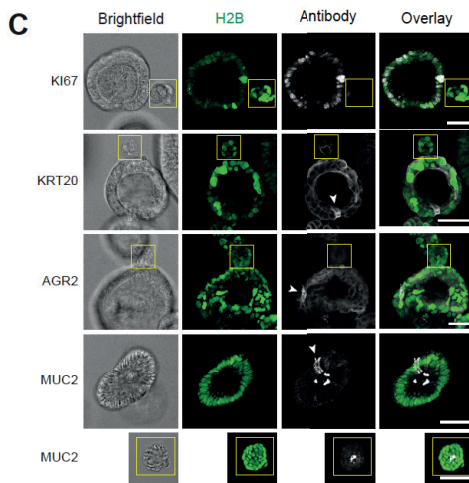 C
Brightfield H2B Antibody Overlay
KI67
KRT20
AGR2
MUC2
MUC2